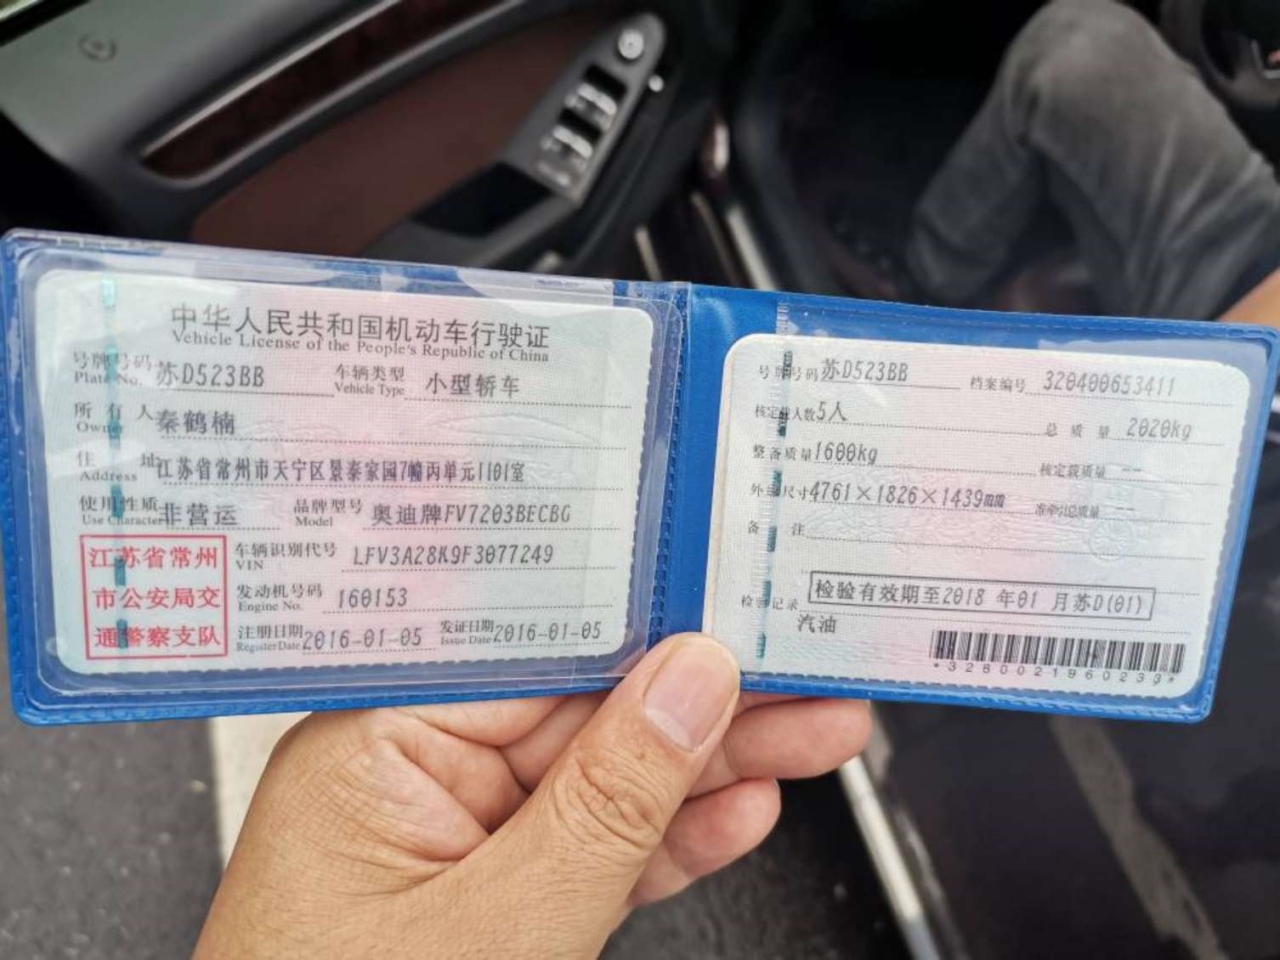 中华人民共和国机动车行驶证
Vehicle License of the People's Republic of China
号牌号码 苏D523BB 车辆类型 小型轿车
Plate No. Vehicle Type
所有人 秦鹤楠
Owner
住址 江苏省常州市天宁区景秦家园7幢丙单元1101室
Address
使用性质 非营运 品牌型号 奥迪牌FV7203BECBG
Use Character Model
江苏省常州
市公安局交
通警察支队
车辆识别代号 LFV3A28K9F3077249
VIN
发动机号码 160153
Engine No.
注册日期 2016-01-05 发证日期 2016-01-05
Register Date Issue Date
号牌号码 苏D523BB 档案编号 320400653411
核定载人数 5人 总质量 2020kg
整备质量 1600kg 核定载质量 --
外廓尺寸 4761×1826×1439mm 准牵引总质量 --
备注
检验有效期至2018年01月苏D(01)
检验记录
汽油
*3280021960233*